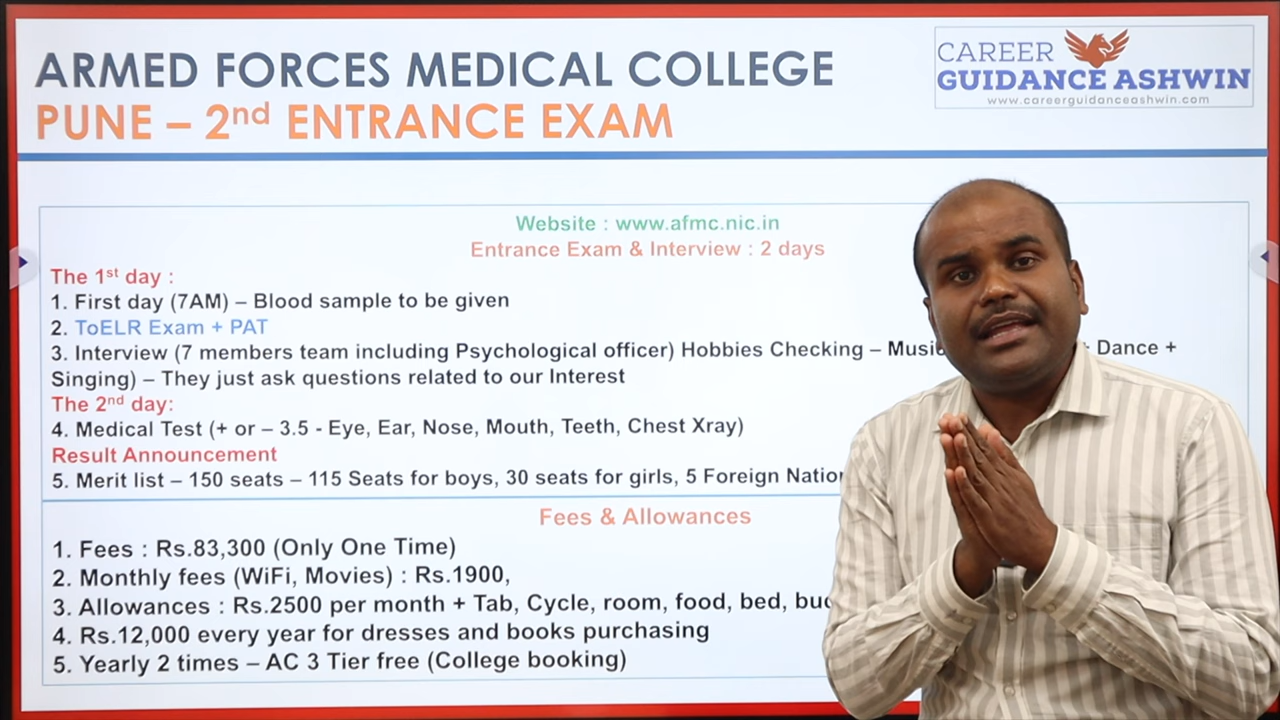 ARMED FORCES MEDICAL COLLEGE
PUNE – 2nd ENTRANCE EXAM
CAREER
GUIDANCE ASHWIN
www.careerguidanceashwin.com
Website : www.afmc.nic.in
Entrance Exam & Interview : 2 days
The 1st day :
1. First day (7AM) – Blood sample to be given
2. ToELR Exam + PAT
3. Interview (7 members team including Psychological officer) Hobbies Checking – Dance +
Singing) – They just ask questions related to our Interest
The 2nd day:
4. Medical Test (+ or – 3.5 - Eye, Ear, Nose, Mouth, Teeth, Chest Xray)
Result Announcement
5. Merit list – 150 seats – 115 Seats for boys, 30 seats for girls, 5 Foreign
Fees & Allowances
1. Fees : Rs.83,300 (Only One Time)
2. Monthly fees (WiFi, Movies) : Rs.1900,
3. Allowances : Rs.2500 per month + Tab, Cycle, room, food, bed,
4. Rs.12,000 every year for dresses and books purchasing
5. Yearly 2 times – AC 3 Tier free (College booking)